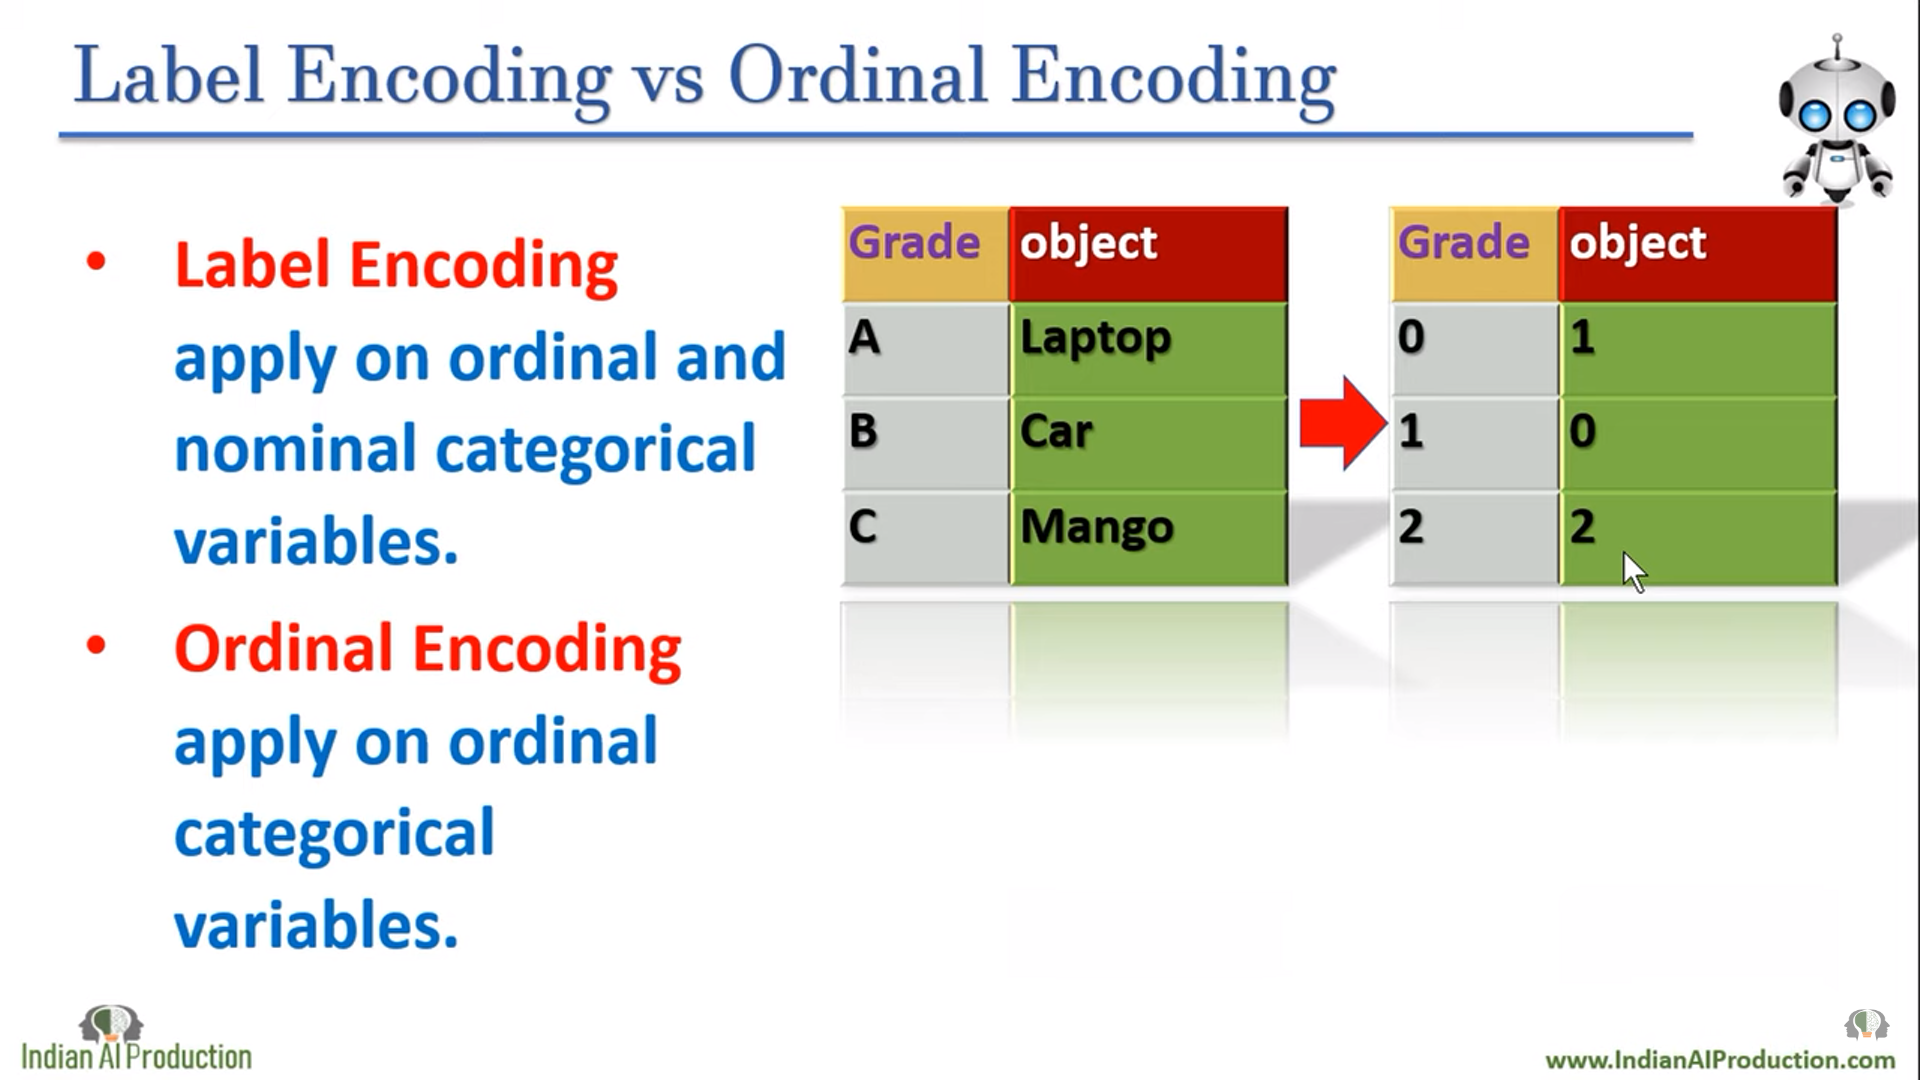 Label Encoding vs Ordinal Encoding
• Label Encoding
apply on ordinal and
nominal categorical
variables.
• Ordinal Encoding
apply on ordinal
categorical
variables.
Grade object
A Laptop
B Car
C Mango
Grade object
0 1
1 0
2 2
Indian AI Production
www.IndianAIProduction.com